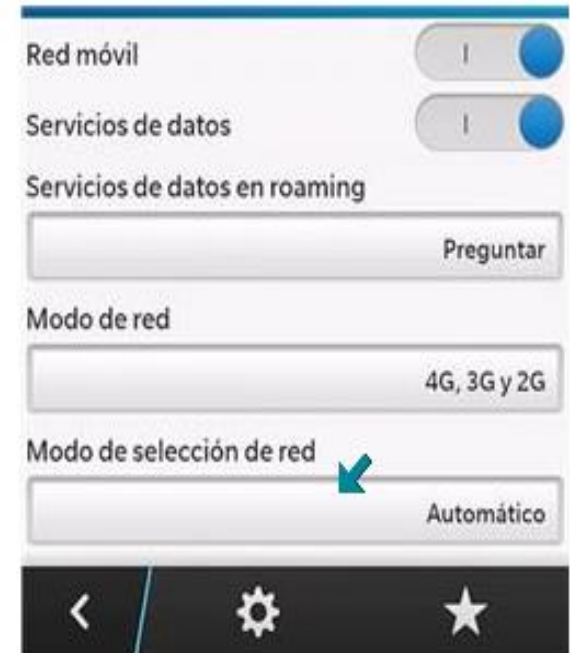 Red móvil
Servicios de datos
Servicios de datos en roaming
Preguntar
Modo de red
4G, 3G y 2G
Modo de selección de red
Automático